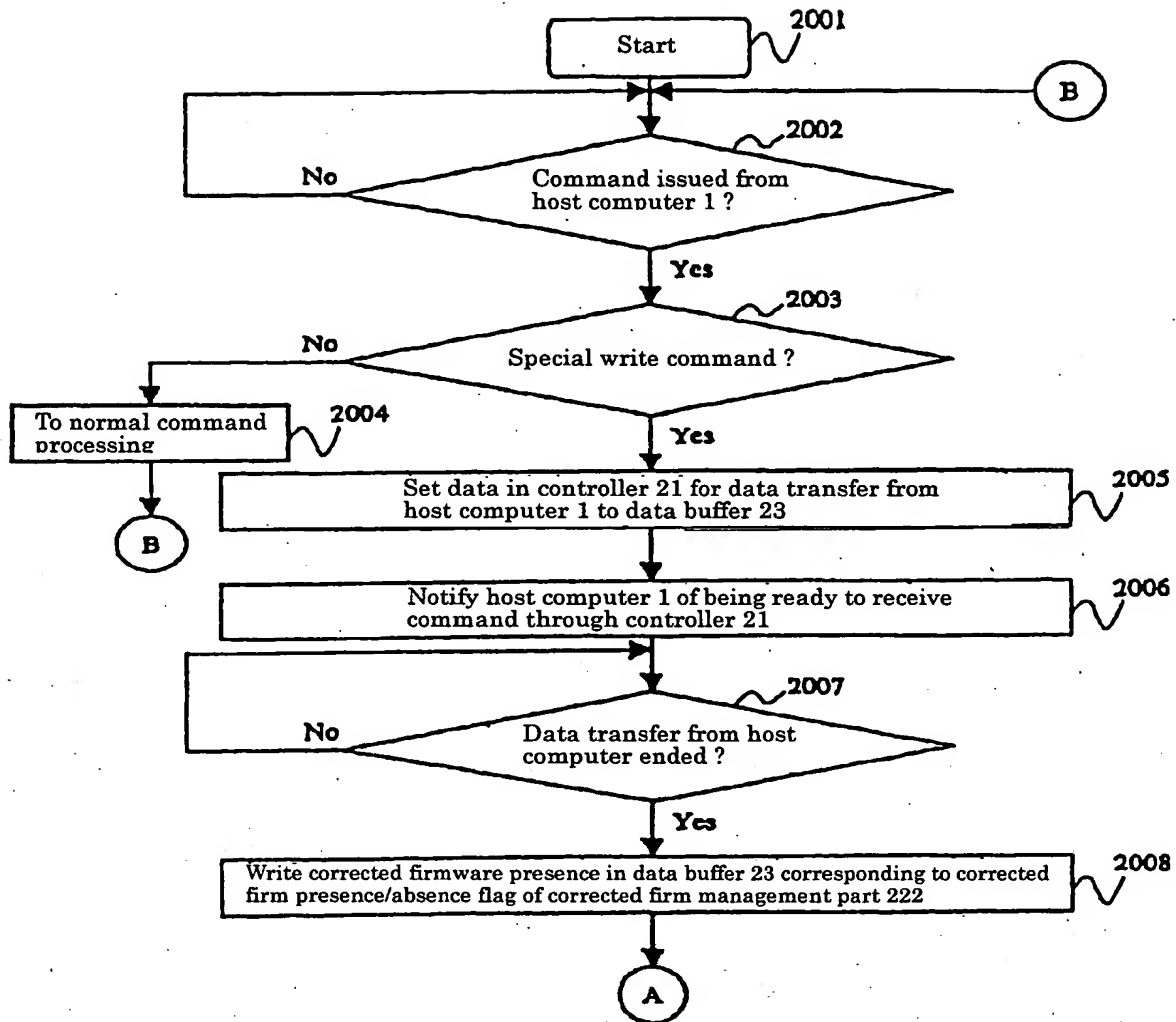 Start
2001
B
2002
No
Command issued from
host computer 1 ?
Yes
2003
No
Special write command ?
To normal command
processing
2004
Yes
B
Set data in controller 21 for data transfer from
host computer 1 to data buffer 23
2005
Notify host computer 1 of being ready to receive
command through controller 21
2006
2007
No
Data transfer from host
computer ended ?
Yes
Write corrected firmware presence in data buffer 23 corresponding to corrected
firm presence/absence flag of corrected firm management part 222
2008
A